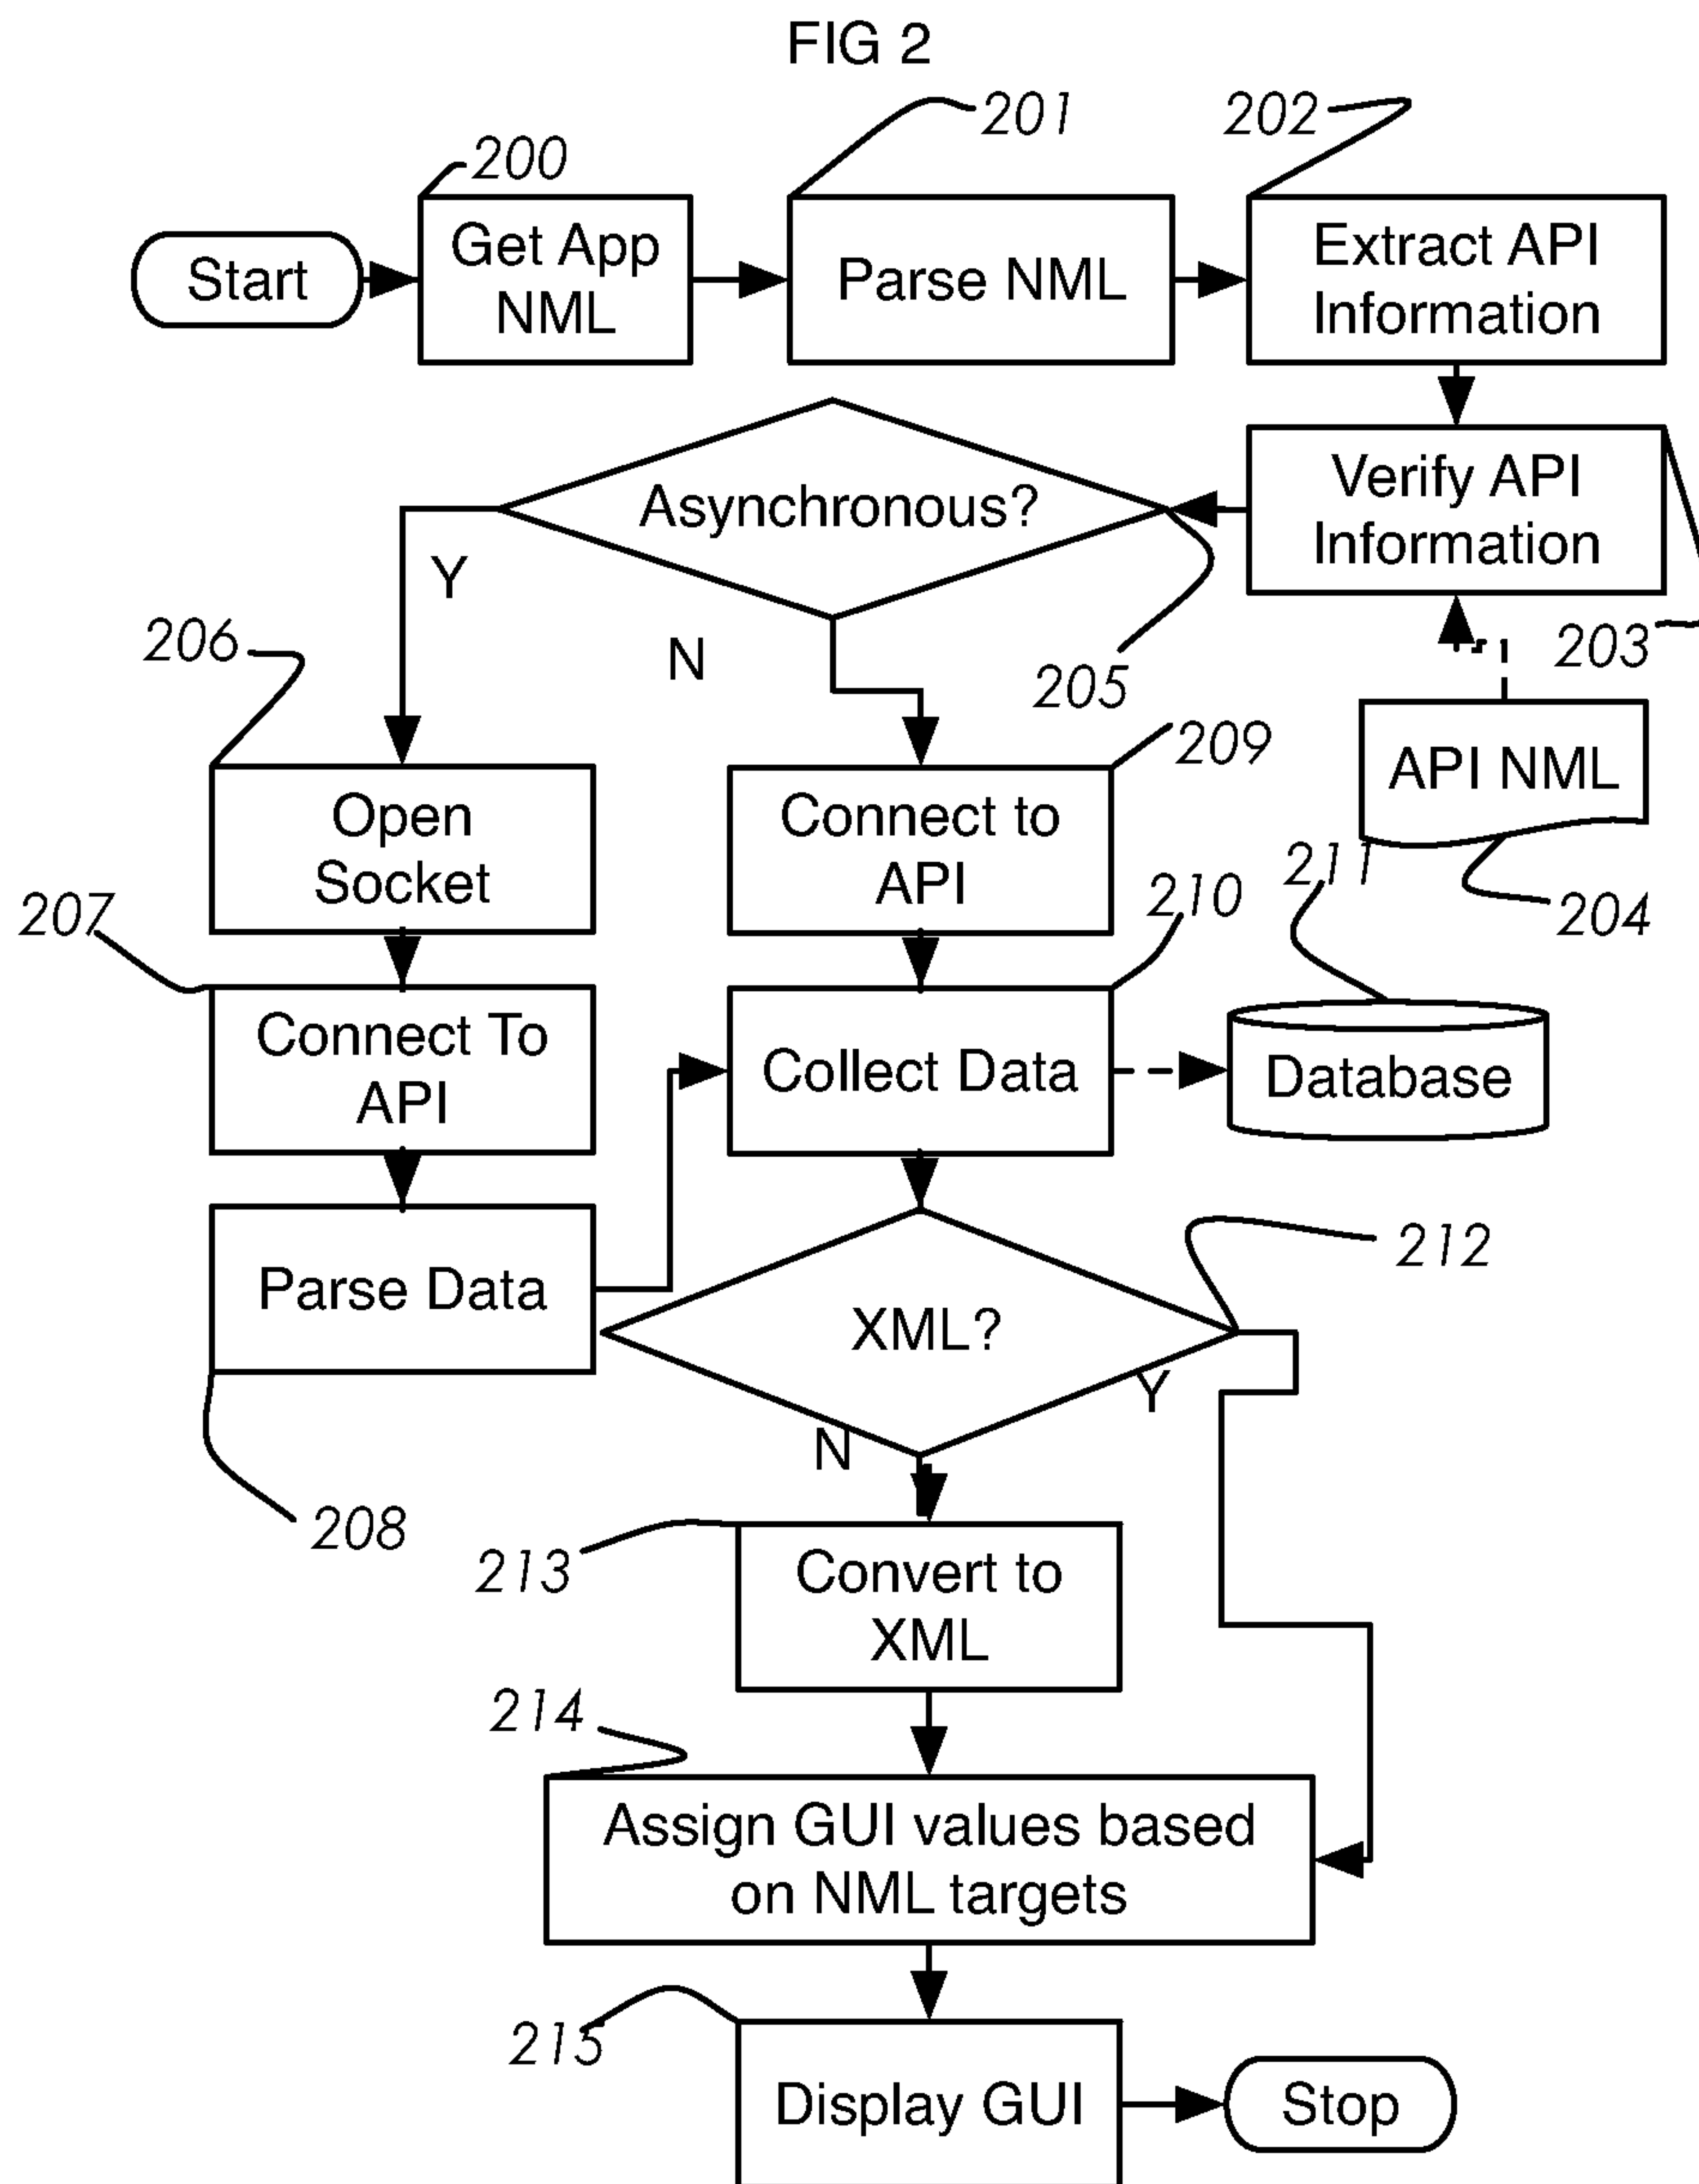 FIG 2
201
202
200
Start
Get App
NML
Parse NML
Extract API
Information
Asynchronous?
Verify API
Information
Y
N
206
205
203
209
API NML
Open
Socket
Connect to
API
211
207
210
204
Connect To
API
Collect Data
Database
Parse Data
XML?
212
Y
N
208
213
Convert to
XML
214
Assign GUI values based
on NML targets
215
Display GUI
Stop